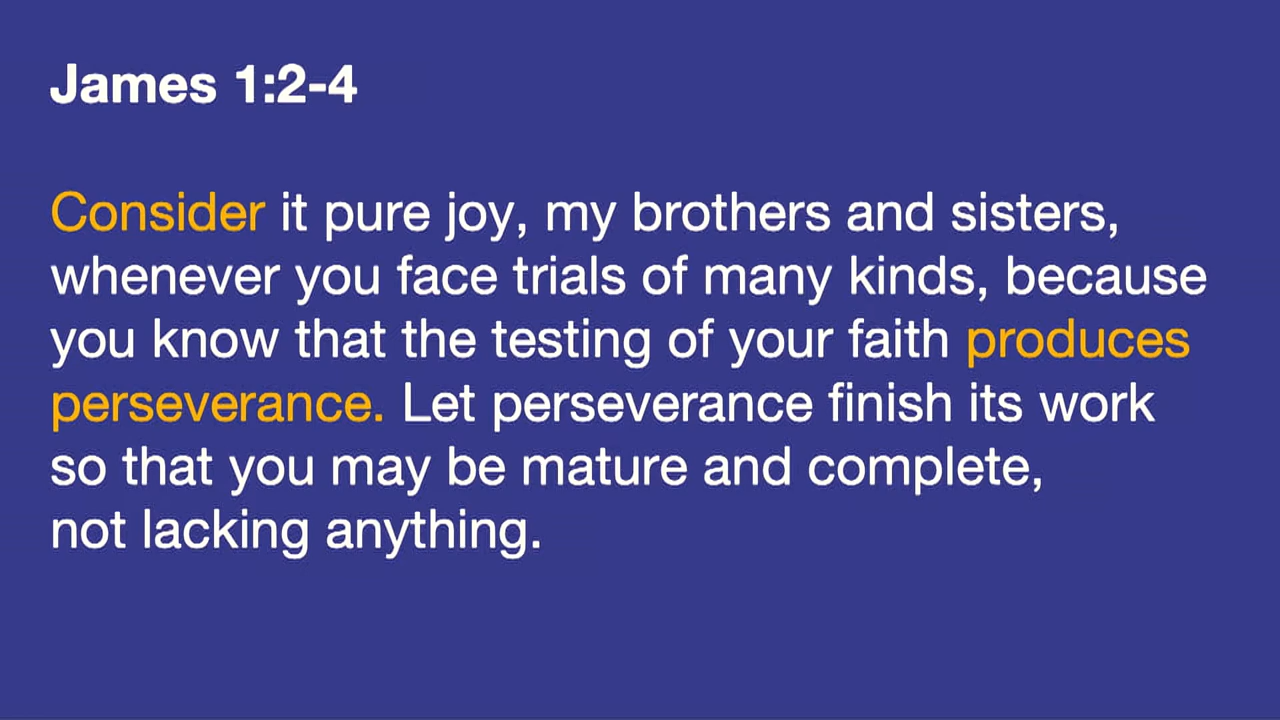 James 1:2-4
Consider it pure joy, my brothers and sisters,
whenever you face trials of many kinds, because
you know that the testing of your faith produces
perseverance. Let perseverance finish its work
so that you may be mature and complete,
not lacking anything.